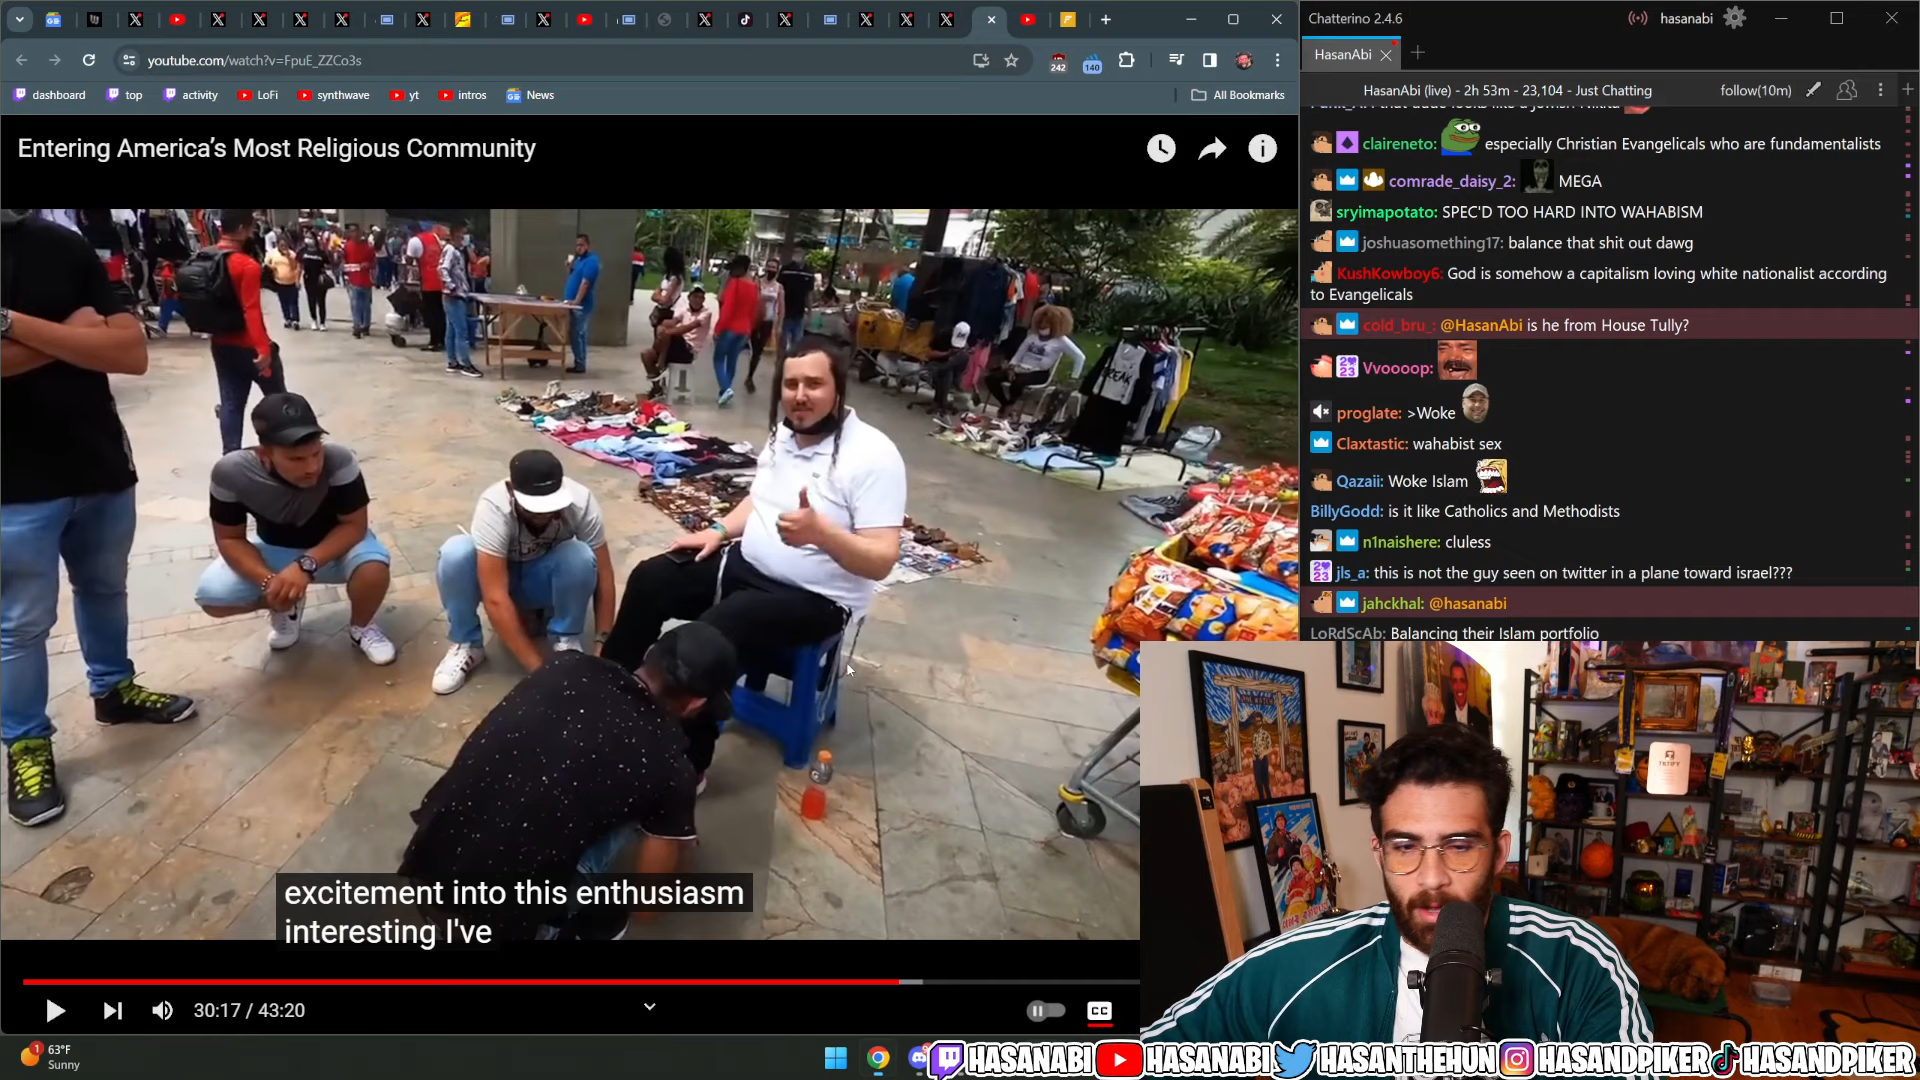 youtube.com/watch?v=FpuE_ZZCo3s
242
140
dashboard
top
activity
LoFi
synthwave
yt
intros
News
All Bookmarks
Entering America's Most Religious Community
excitement into this enthusiasm
interesting I've
30:17 / 43:20
CC
1
63°F
Sunny
Chatterino 2.4.6
hasanabi
HasanAbi
HasanAbi (live) - 2h 53m - 23,104 - Just Chatting
follow(10m)
claireneto: especially Christian Evangelicals who are fundamentalists
comrade_daisy_2: MEGA
sryimapotato: SPEC'D TOO HARD INTO WAHABISM
joshuasomething17: balance that shit out dawg
KushKowboy6: God is somehow a capitalism loving white nationalist according
to Evangelicals
cold_bru_: @HasanAbi is he from House Tully?
Vvoooop:
proglate: >Woke
Claxtastic: wahabist sex
Qazaii: Woke Islam
BillyGodd: is it like Catholics and Methodists
n1naishere: cluless
jls_a: this is not the guy seen on twitter in a plane toward israel???
jahckhal: @hasanabi
LoRdScAb: Balancing their Islam portfolio
HASANABI HASANABI HASANTHEHUN HASANDPIKER HASANDPIKER